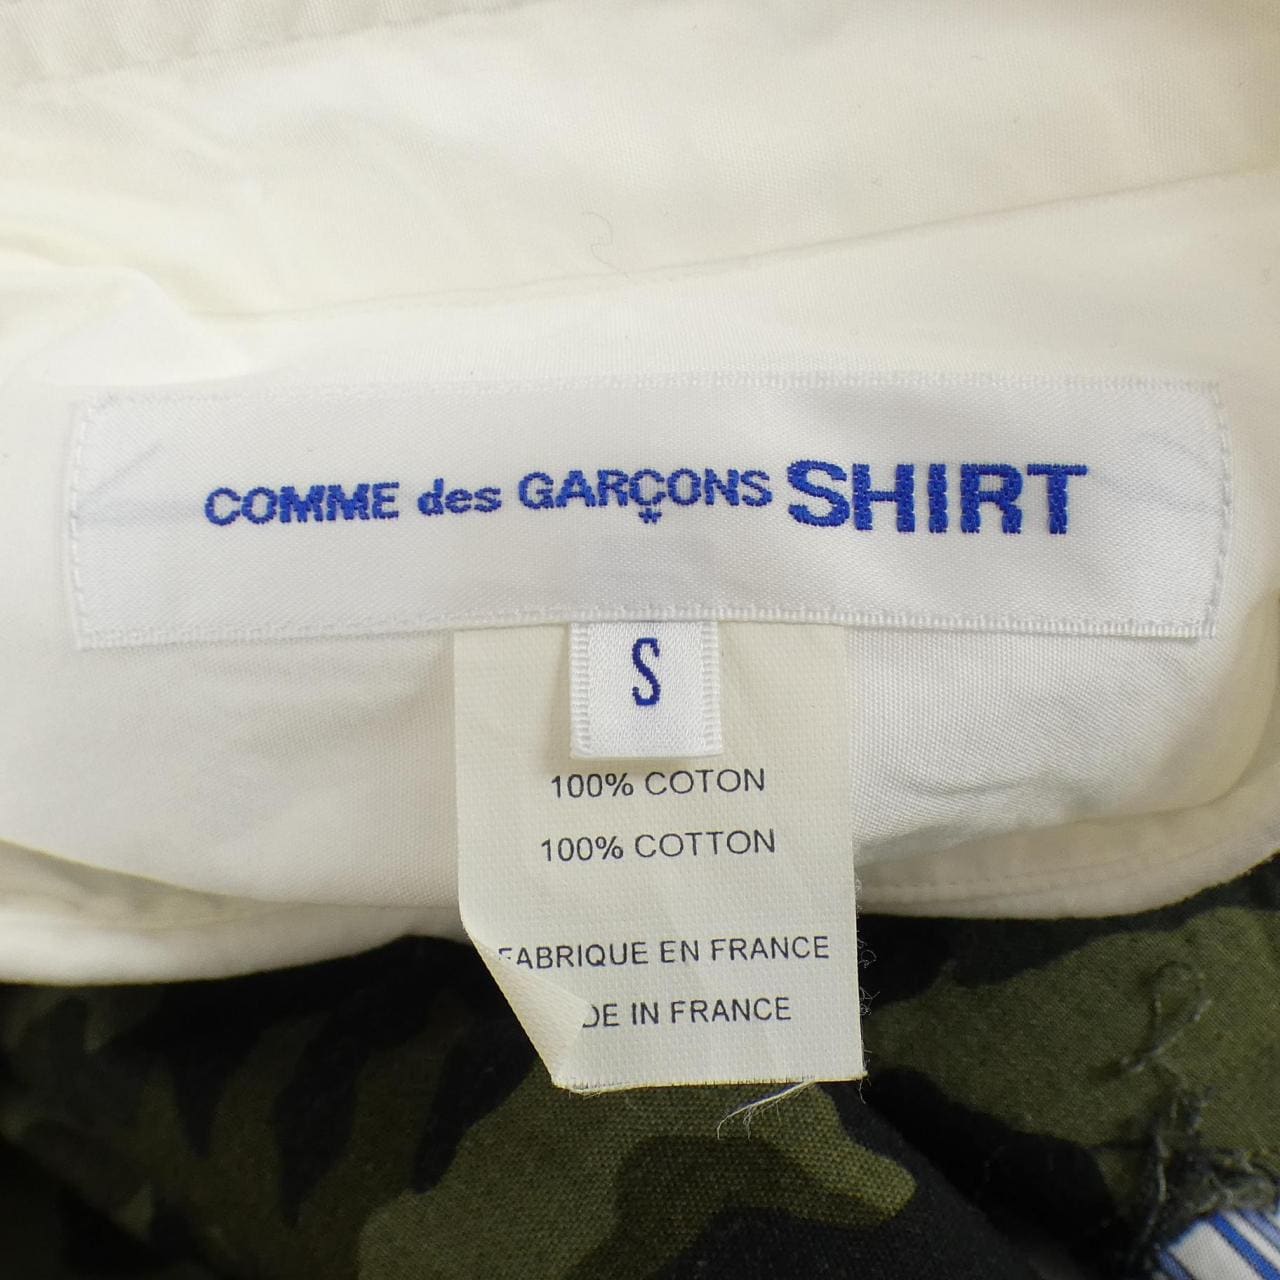 COMME des GARÇONS SHIRT
S
100% COTON
100% COTTON
FABRIQUE EN FRANCE
DE IN FRANCE